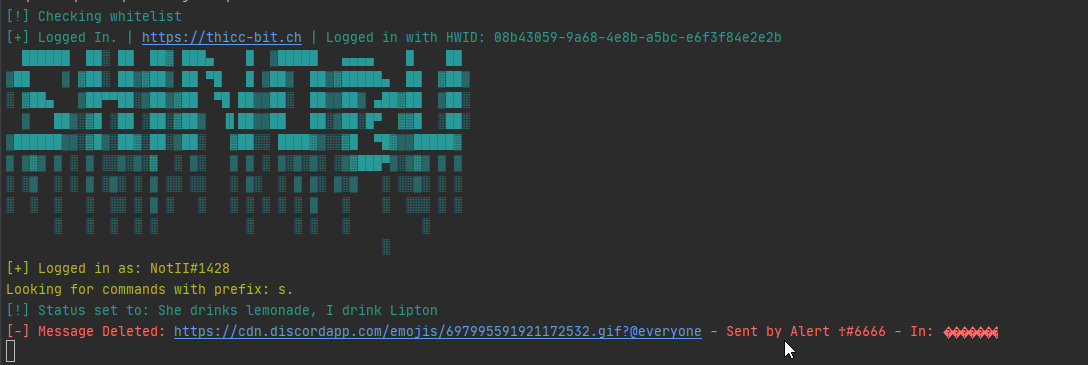 [!] Checking whitelist
[+] Logged In. | https://thicc-bit.ch | Logged in with HWID: 08b43059-9a68-4e8b-a5bc-e6f3f84e2e2b
[+] Logged in as: NotII#1428
Looking for commands with prefix: s.
[!] Status set to: She drinks lemonade, I drink Lipton
[-] Message Deleted: https://cdn.discordapp.com/emojis/697995591921172532.gif?@everyone - Sent by Alert ♰#6666 - In: ��������